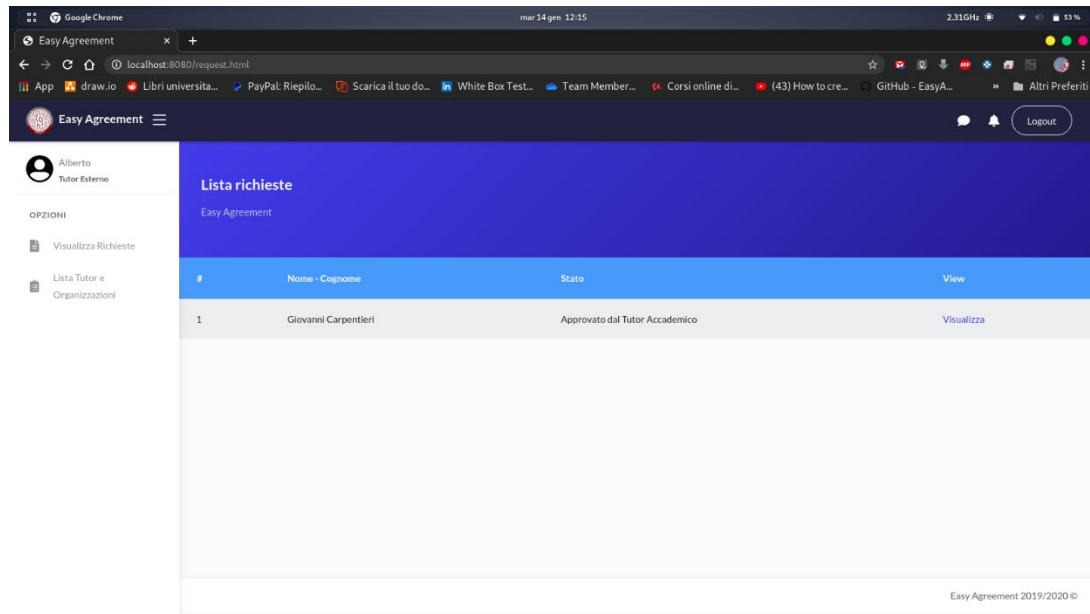 Google Chrome
mar 14 gen 12:15
2.31GHz
53 %
Easy Agreement
localhost:8080/request.html
App draw.io Libri universita... PayPal: Riepilo... Scarica il tuo do... White Box Test... Team Member... Corsi online di... (43) How to cre... GitHub - EasyA... » Altri Preferiti
Easy Agreement
Logout
Alberto
Tutor Esterno
OPZIONI
Visualizza Richieste
Lista Tutor e
Organizzazioni
Lista richieste
Easy Agreement
# Nome - Cognome Stato View
1 Giovanni Carpentieri Approvato dal Tutor Accademico Visualizza
Easy Agreement 2019/2020 ©